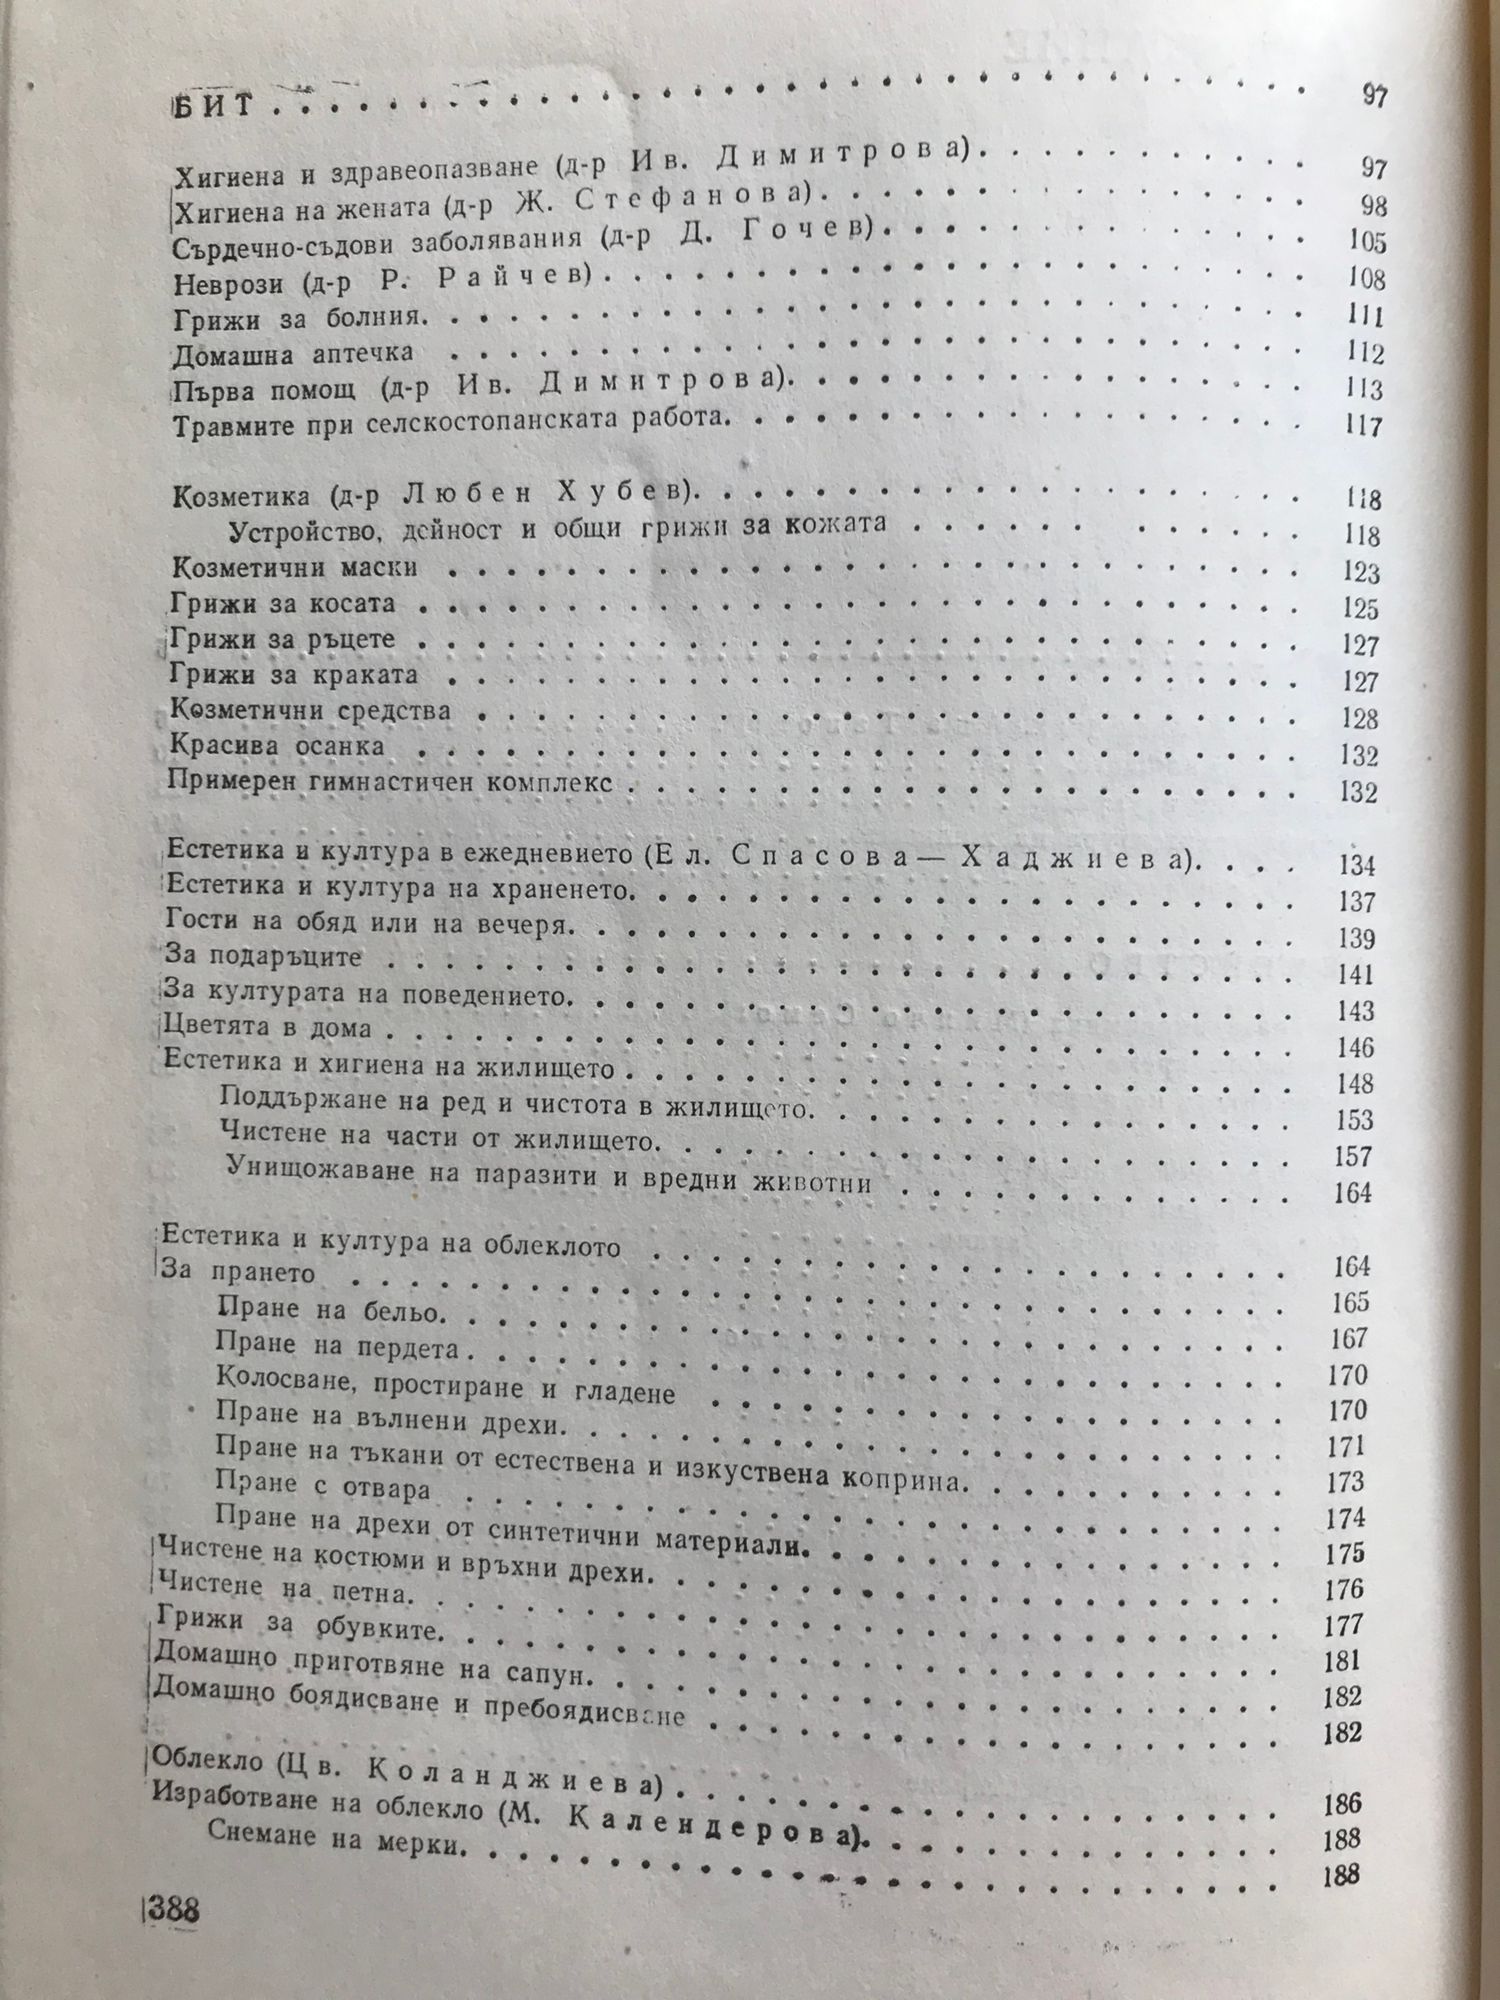 БИТ . . . . . . . . . . . . . . . . . . . . . . . . . . . . . . . . . . 97
Хигиена и здравеопазване (д-р Ив. Димитрова). . . . . . . . . . . . 97
Хигиена на жената (д-р Ж. Стефанова). . . . . . . . . . . . . . . . . 98
Сърдечно-съдови заболявания (д-р Д. Гочев). . . . . . . . . . . . . . 105
Неврози (д-р Р. Райчев) . . . . . . . . . . . . . . . . . . . . . . . . 108
Грижи за болния. . . . . . . . . . . . . . . . . . . . . . . . . . . . . 111
Домашна аптечка . . . . . . . . . . . . . . . . . . . . . . . . . . . . 112
Първа помощ (д-р Ив. Димитрова). . . . . . . . . . . . . . . . . . 113
Травмите при селскостопанската работа. . . . . . . . . . . . . . . . . . . 117
Козметика (д-р Любен Хубев). . . . . . . . . . . . . . . . . . . . . 118
Устройство, дейност и общи грижи за кожата . . . . . . . . . . . . . 118
Козметични маски . . . . . . . . . . . . . . . . . . . . . . . . . . . . 123
Грижи за косата . . . . . . . . . . . . . . . . . . . . . . . . . . . . . 125
Грижи за ръцете . . . . . . . . . . . . . . . . . . . . . . . . . . . . . 127
Грижи за краката . . . . . . . . . . . . . . . . . . . . . . . . . . . . 127
Козметични средства . . . . . . . . . . . . . . . . . . . . . . . . . . . 128
Красива осанка . . . . . . . . . . . . . . . . . . . . . . . . . . . . . 132
Примерен гимнастичен комплекс . . . . . . . . . . . . . . . . . . . . . . 132
Естетика и култура в ежедневието (Ел. Спасова — Хаджиева). . . . 134
Естетика и култура на храненето. . . . . . . . . . . . . . . . . . . . . . 137
Гости на обяд или на вечеря. . . . . . . . . . . . . . . . . . . . . . . . 139
За подаръците . . . . . . . . . . . . . . . . . . . . . . . . . . . . . . 141
За културата на поведението. . . . . . . . . . . . . . . . . . . . . . . . 143
Цветята в дома . . . . . . . . . . . . . . . . . . . . . . . . . . . . . . 146
Естетика и хигиена на жилището . . . . . . . . . . . . . . . . . . . . . . 148
Поддържане на ред и чистота в жилището. . . . . . . . . . . . . . . . 153
Чистене на части от жилището. . . . . . . . . . . . . . . . . . . . . 157
Унищожаване на паразити и вредни животни . . . . . . . . . . . . . 164
Естетика и култура на облеклото . . . . . . . . . . . . . . . . . . . . . 164
За прането . . . . . . . . . . . . . . . . . . . . . . . . . . . . . . . 165
Пране на бельо. . . . . . . . . . . . . . . . . . . . . . . . . . . . 167
Пране на пердета . . . . . . . . . . . . . . . . . . . . . . . . . . . 170
Колосване, простиране и гладене . . . . . . . . . . . . . . . . . . . 170
Пране на вълнени дрехи. . . . . . . . . . . . . . . . . . . . . . . . 171
Пране на тъкани от естествена и изкуствена коприна. . . . . . . . . . . 173
Пране с отвара . . . . . . . . . . . . . . . . . . . . . . . . . . . 174
Пране на дрехи от синтетични материали. . . . . . . . . . . . . . . . 175
Чистене на костюми и връхни дрехи. . . . . . . . . . . . . . . . . . . . . 176
Чистене на петна. . . . . . . . . . . . . . . . . . . . . . . . . . . . . 177
Грижи за обувките. . . . . . . . . . . . . . . . . . . . . . . . . . . . 181
Домашно приготвяне на сапун. . . . . . . . . . . . . . . . . . . . . . . 182
Домашно боядисване и пребоядисване . . . . . . . . . . . . . . . . . . . 182
Облекло (Цв. Коланджиева) . . . . . . . . . . . . . . . . . . . . . 186
Изработване на облекло (М. Календерова). . . . . . . . . . . . . . 188
Снемане на мерки. . . . . . . . . . . . . . . . . . . . . . . . . . . 188
388